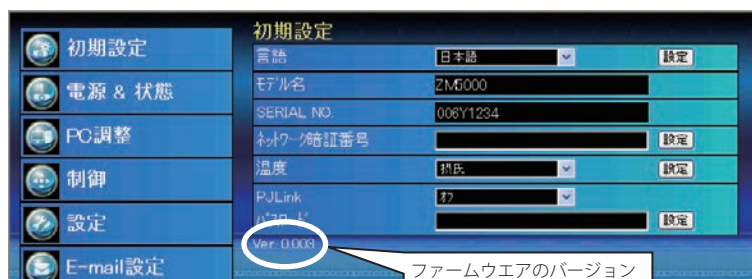 初期設定
電源 & 状態
PC調整
制御
設定
E-mail設定
初期設定
言語 日本語 設定
モデル名 ZM5000
SERIAL NO. 006Y1234
ネットワーク暗証番号 設定
温度 摂氏 設定
PJLink オフ
パスワード 設定
Ver. 0.003
ファームウエアのバージョン